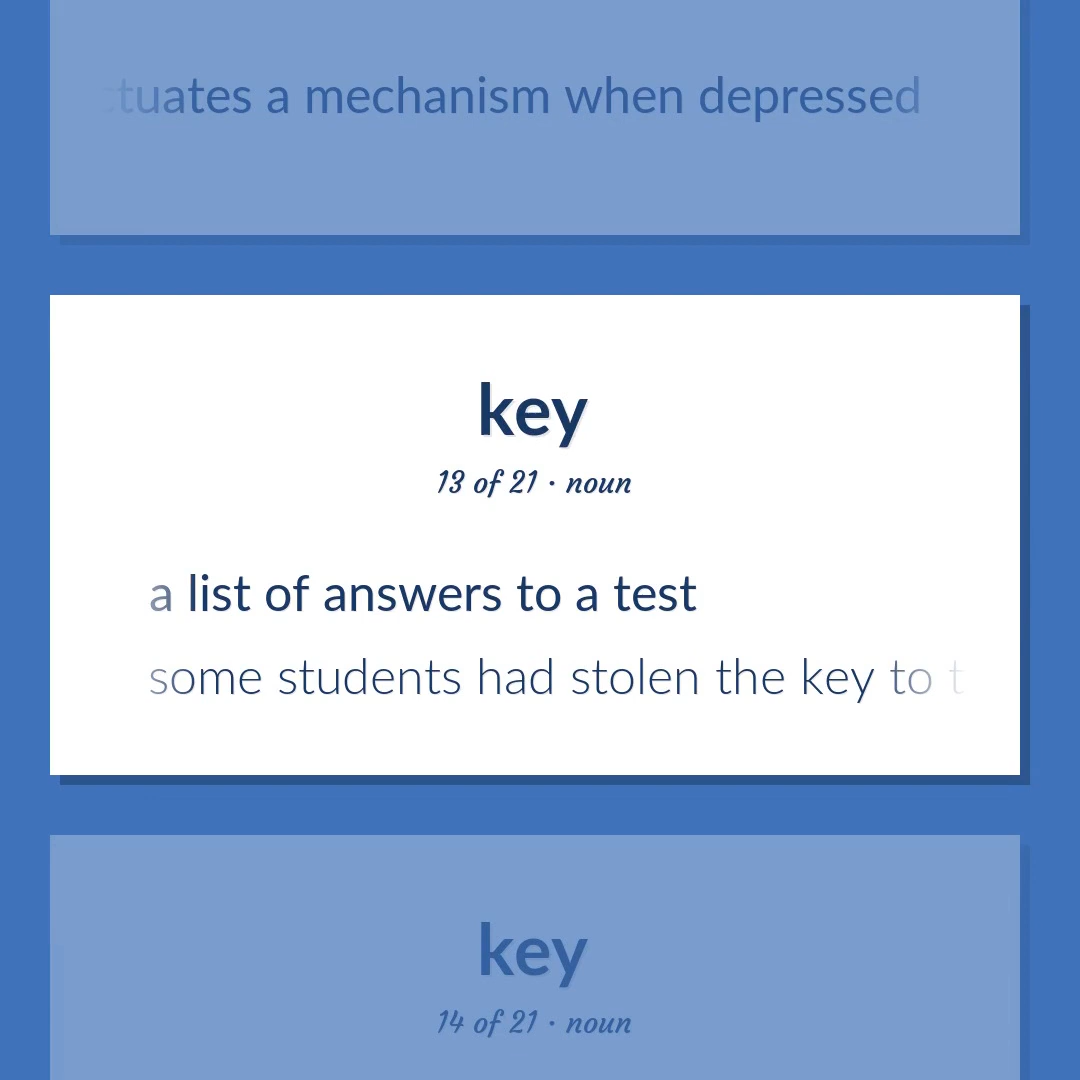 tuates a mechanism when depressed
key
13 of 21 · noun
a list of answers to a test
some students had stolen the key to t
key
14 of 21 · noun